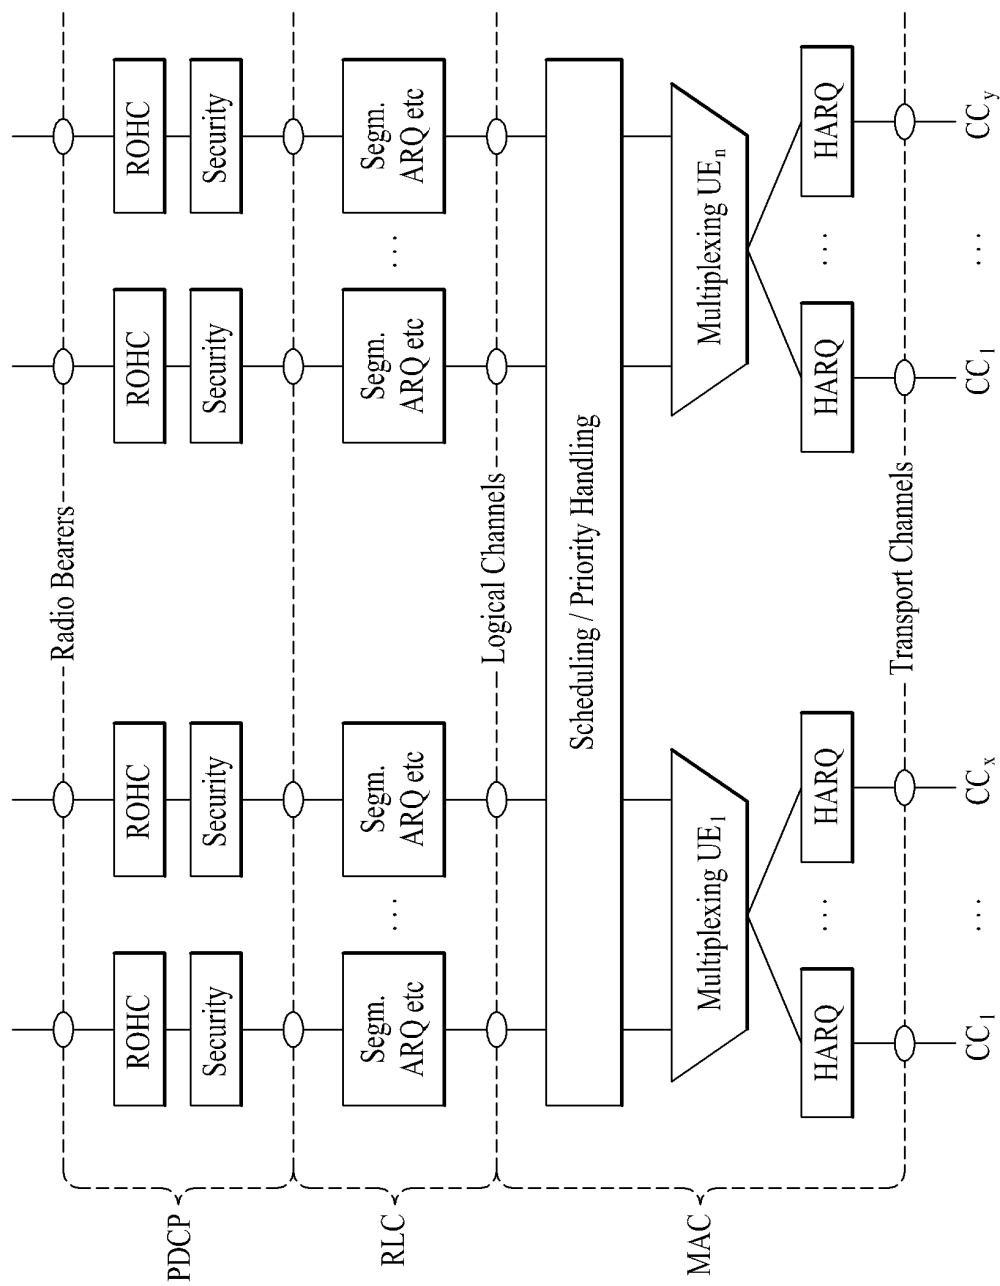 Radio Bearers
ROHC
ROHC
ROHC
ROHC
PDCP
Security
Security
Security
Security
Segm.
ARQ etc
...
Segm.
ARQ etc
Segm.
ARQ etc
...
Segm.
ARQ etc
RLC
Logical Channels
Scheduling / Priority Handling
MAC
Multiplexing UE1
Multiplexing UEn
HARQ
...
HARQ
HARQ
...
HARQ
Transport Channels
CC1
...
CCx
CC1
...
CCy